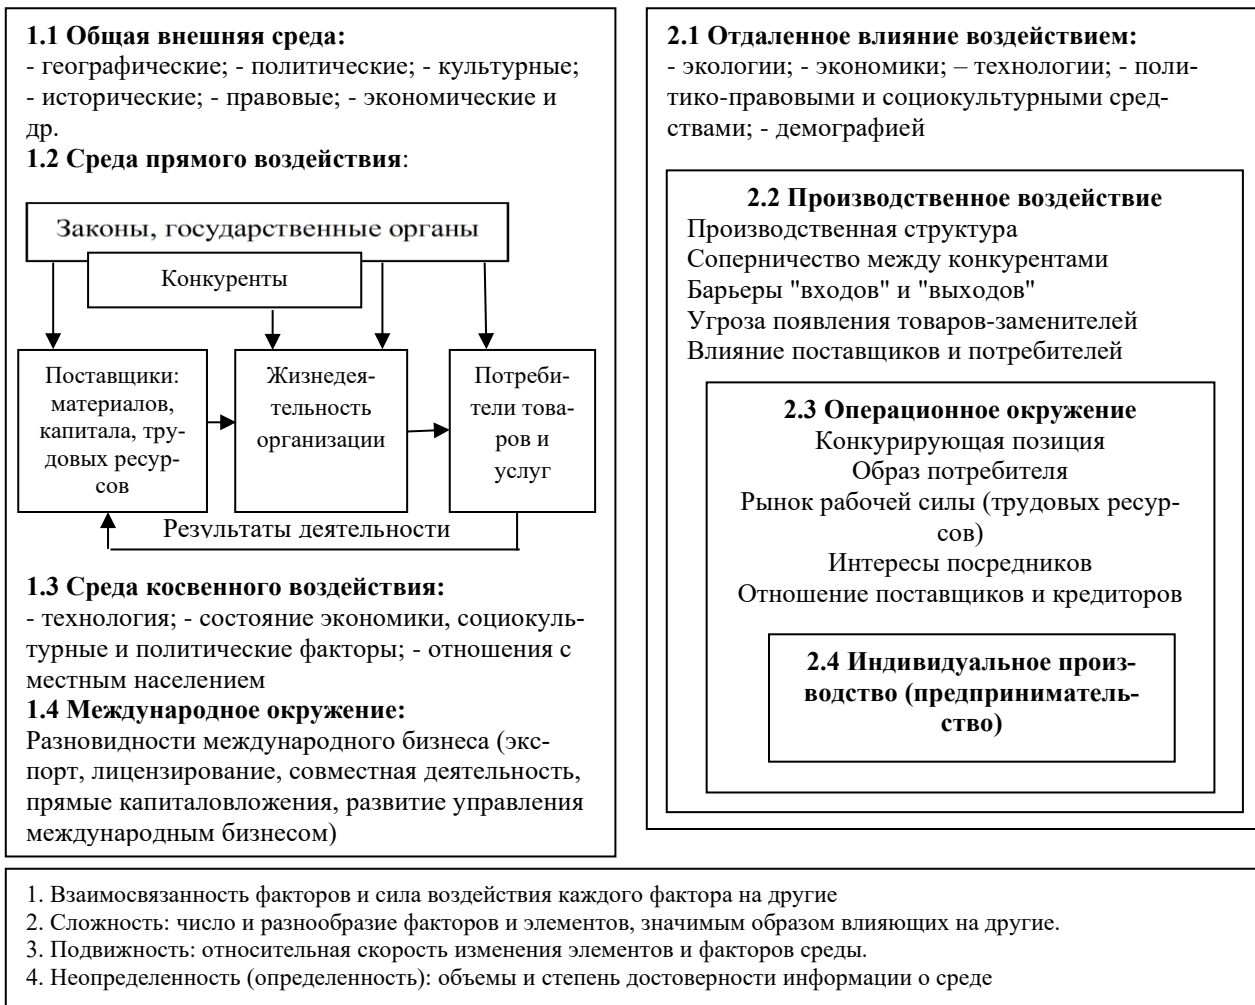 1.1 Общая внешняя среда:
- географические; - политические; - культурные;
- исторические; - правовые; - экономические и
др.
1.2 Среда прямого воздействия:
Законы, государственные органы
Конкуренты
Поставщики:
материалов,
капитала, тру-
довых ресур-
сов
Жизнедея-
тельность
организации
Потреби-
тели това-
ров и
услуг
Результаты деятельности
1.3 Среда косвенного воздействия:
- технология; - состояние экономики, социокуль-
турные и политические факторы; - отношения с
местным населением
1.4 Международное окружение:
Разновидности международного бизнеса (экс-
порт, лицензирование, совместная деятельность,
прямые капиталовложения, развитие управления
международным бизнесом)
2.1 Отдаленное влияние воздействием:
- экологии; - экономики; – технологии; - поли-
тико-правовыми и социокультурными сред-
ствами; - демографией
2.2 Производственное воздействие
Производственная структура
Соперничество между конкурентами
Барьеры "входов" и "выходов"
Угроза появления товаров-заменителей
Влияние поставщиков и потребителей
2.3 Операционное окружение
Конкурирующая позиция
Образ потребителя
Рынок рабочей силы (трудовых ресур-
сов)
Интересы посредников
Отношение поставщиков и кредиторов
2.4 Индивидуальное произ-
водство (предприниматель-
ство)
1. Взаимосвязанность факторов и сила воздействия каждого фактора на другие
2. Сложность: число и разнообразие факторов и элементов, значимым образом влияющих на другие.
3. Подвижность: относительная скорость изменения элементов и факторов среды.
4. Неопределенность (определенность): объемы и степень достоверности информации о среде